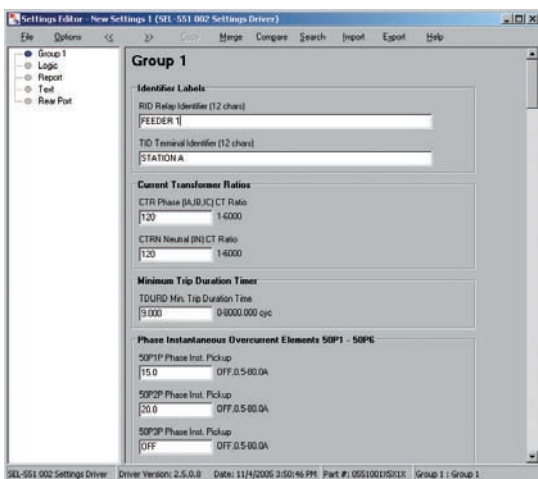 Settings Editor - New Settings 1 (SEL-551 002 Settings Driver)
File Options << >> Copy Merge Compare Search Import Export Help
Group 1
Logic
Report
Text
Rear Port
Group 1
Identifier Labels
RID Relay Identifier (12 chars)
FEEDER 1
TID Terminal Identifier (12 chars)
STATION A
Current Transformer Ratios
CTR Phase (IA,IB,IC) CT Ratio
120 1-6000
CTRN Neutral (IN) CT Ratio
120 1-6000
Minimum Trip Duration Timer
TDURD Min. Trip Duration Time
9.000 0-8000.000 cyc
Phase Instantaneous Overcurrent Elements 50P1 - 50P6
50P1P Phase Inst. Pickup
15.0 OFF,0.5-80.0A
50P2P Phase Inst. Pickup
20.0 OFF,0.5-80.0A
50P3P Phase Inst. Pickup
OFF OFF,0.5-80.0A
SEL-551 002 Settings Driver Driver Version: 2.5.0.8 Date: 11/4/2005 3:50:46 PM Part #: Group 1 : Group 1